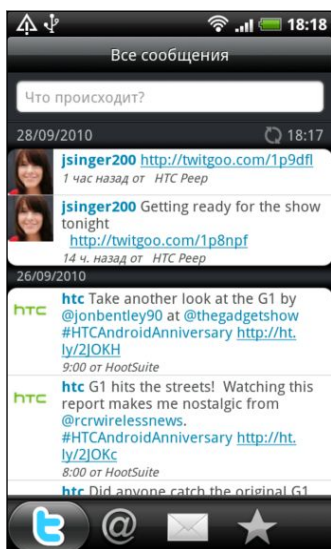 18:18
Все сообщения
Что происходит?
28/09/2010 18:17
jsinger200 http://twitgoo.com/1p9dfl
1 час назад от HTC Peep
jsinger200 Getting ready for the show
tonight
http://twitgoo.com/1p8npf
14 ч. назад от HTC Peep
26/09/2010
htc
htc Take another look at the G1 by
@jonbentley90 at @thegadgetshow
#HTCAndroidAnniversary http://ht.
ly/2JOKH
9:00 от HootSuite
htc
htc G1 hits the streets! Watching this
report makes me nostalgic from
@rcrwirelessnews.
#HTCAndroidAnniversary http://ht.
ly/2JOKc
8:00 от HootSuite
htc Did anyone catch the original G1
@